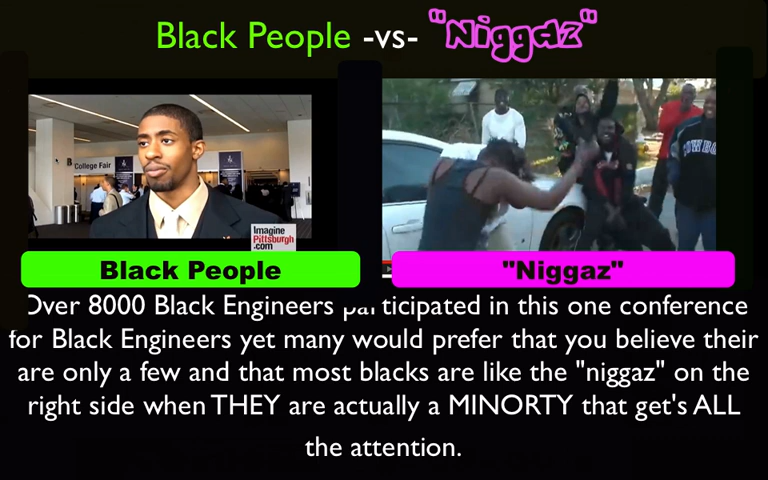 Black People -vs- "Niggaz"
College Fair
Imagine
Pittsburgh
.com
COWBO
Black People
"Niggaz"
Over 8000 Black Engineers participated in this one conference
for Black Engineers yet many would prefer that you believe their
are only a few and that most blacks are like the "niggaz" on the
right side when THEY are actually a MINORTY that get's ALL
the attention.